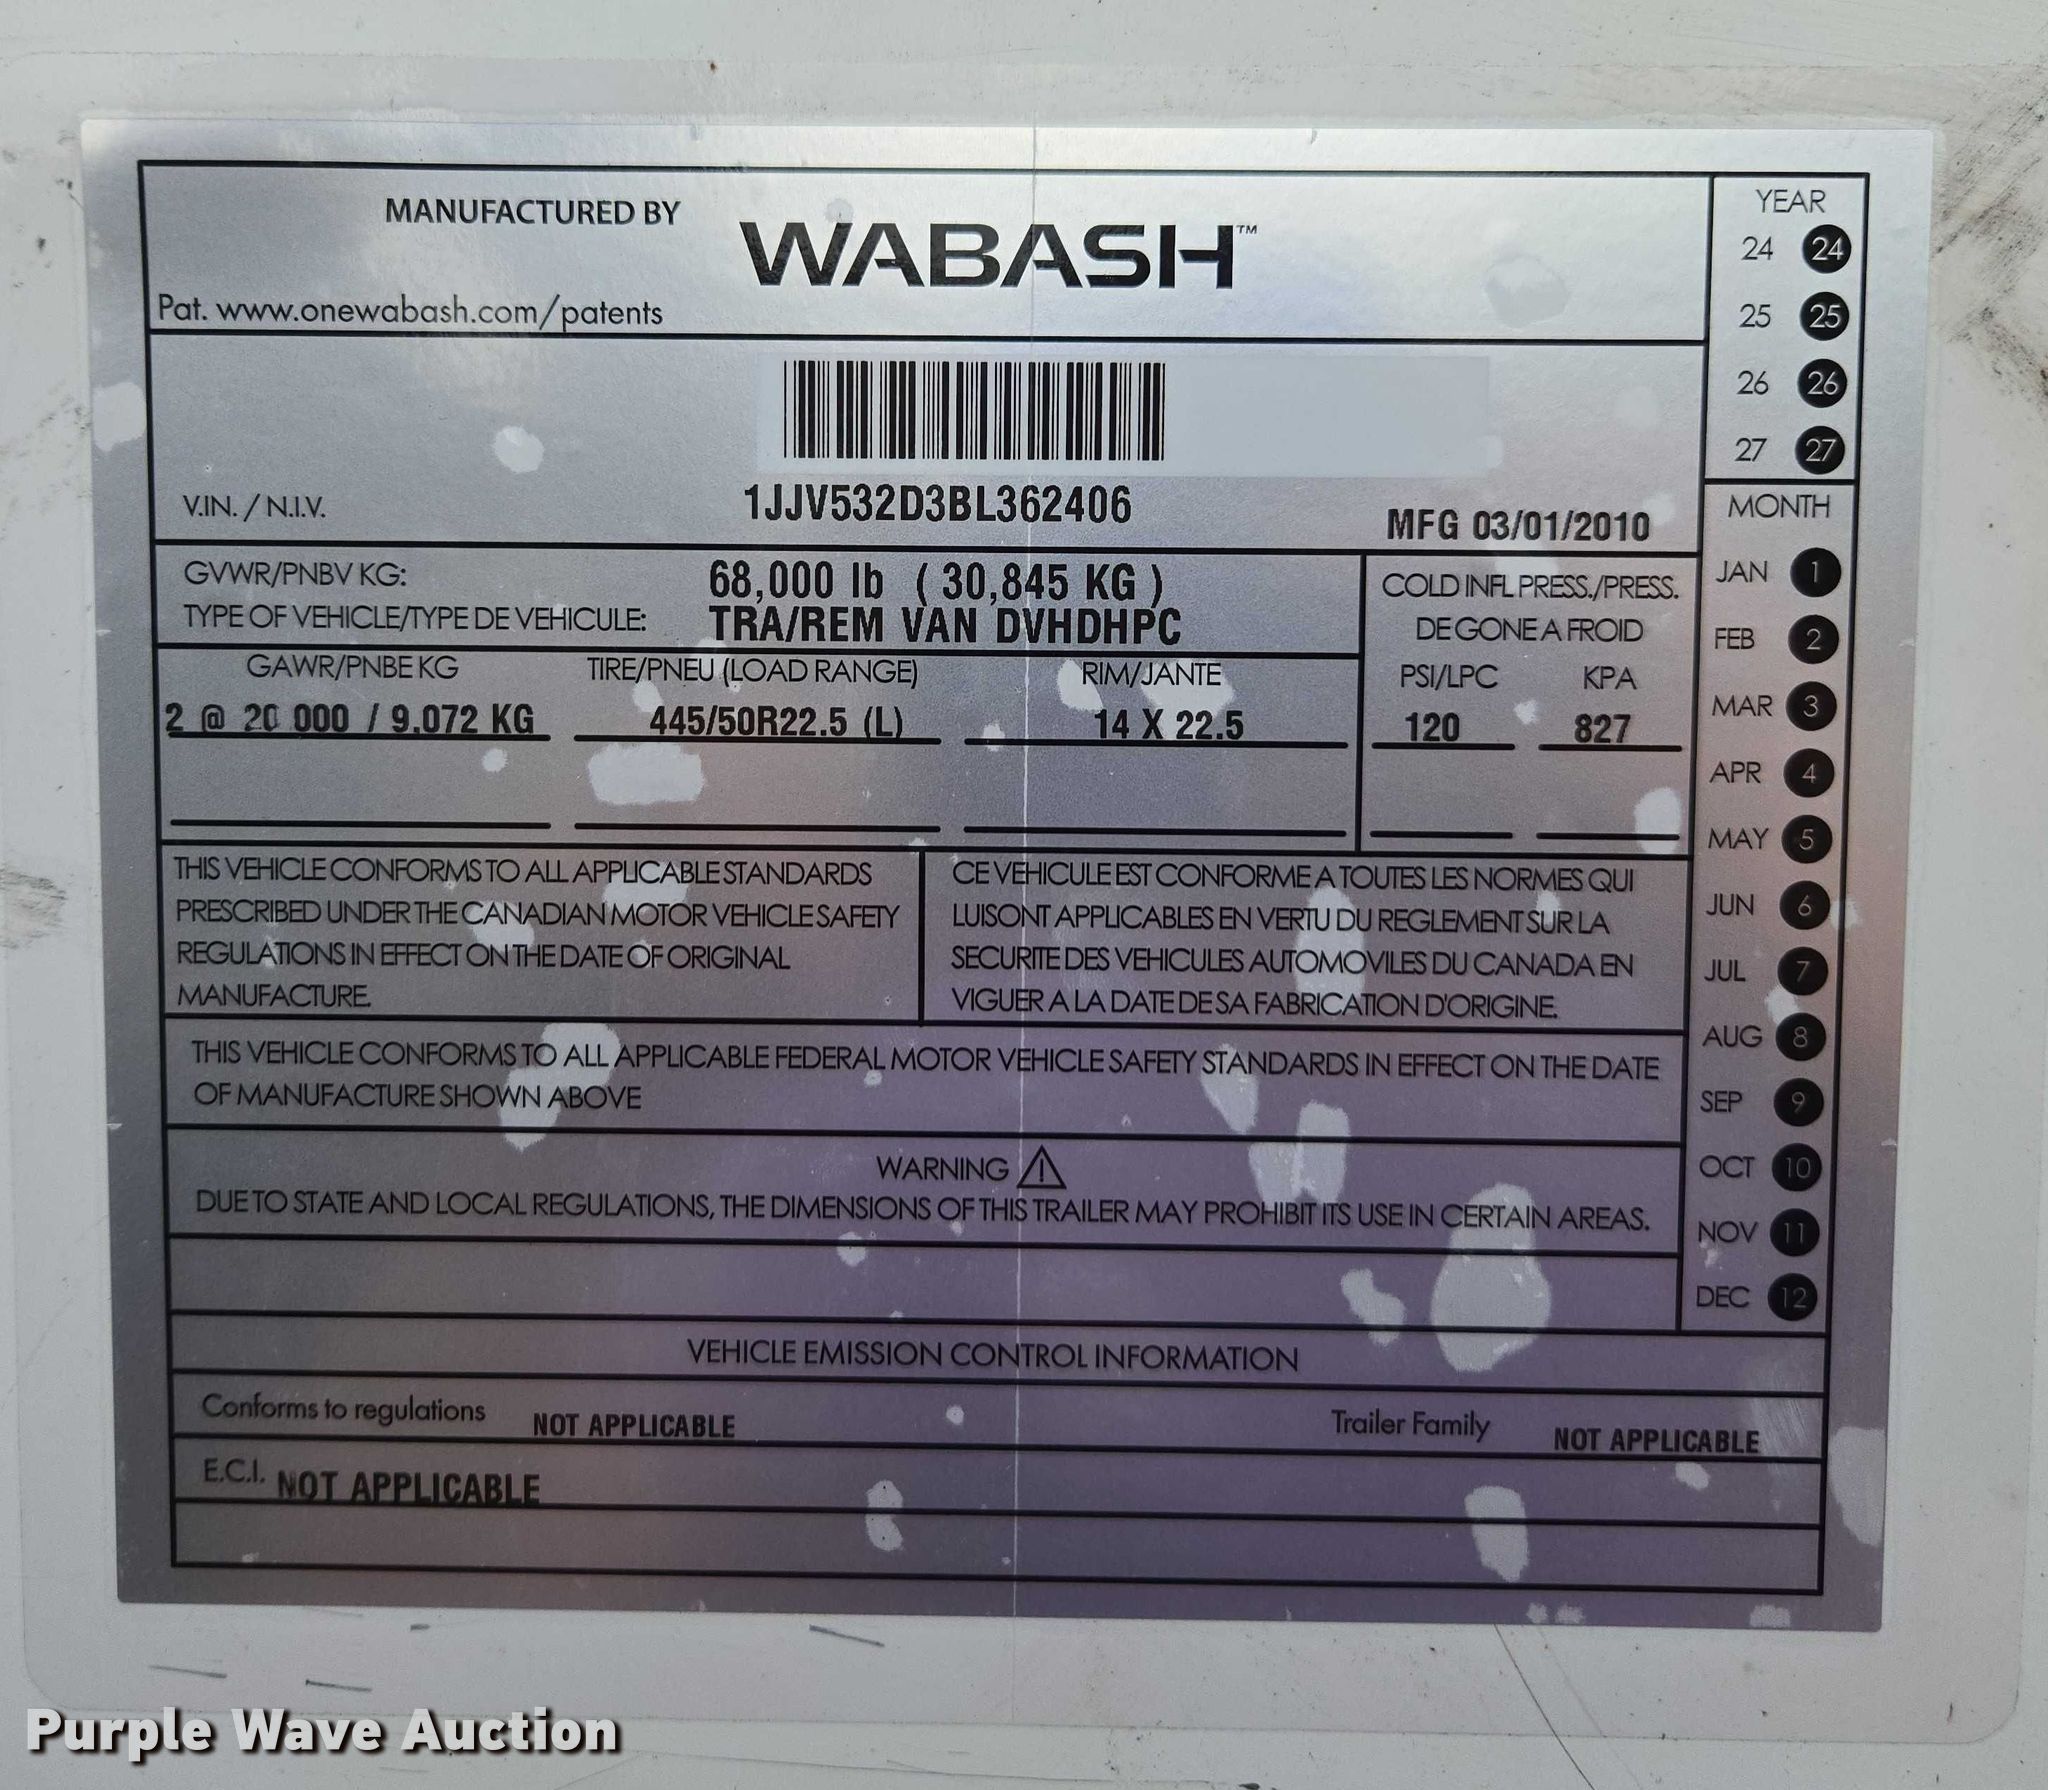 MANUFACTURED BY WABASH™
Pat. www.onewabash.com/patents
V.IN. / N.I.V. 1JJV532D3BL362406
MFG 03/01/2010
GVWR/PNBV KG: 68,000 lb ( 30,845 KG )
TYPE OF VEHICLE/TYPE DE VEHICULE: TRA/REM VAN DVHDHPC
COLD INFL PRESS./PRESS.
DE GONE A FROID
GAWR/PNBE KG TIRE/PNEU (LOAD RANGE) RIM/JANTE PSI/LPC KPA
2 @ 20 000 / 9,072 KG 445/50R22.5 (L) 14 X 22.5 120 827
THIS VEHICLE CONFORMS TO ALL APPLICABLE STANDARDS
PRESCRIBED UNDER THE CANADIAN MOTOR VEHICLE SAFETY
REGULATIONS IN EFFECT ON THE DATE OF ORIGINAL
MANUFACTURE.
CE VEHICULE EST CONFORME A TOUTES LES NORMES QUI
LUISONT APPLICABLES EN VERTU DU REGLEMENT SUR LA
SECURITE DES VEHICULES AUTOMOVILES DU CANADA EN
VIGUER A LA DATE DE SA FABRICATION D'ORIGINE.
THIS VEHICLE CONFORMS TO ALL APPLICABLE FEDERAL MOTOR VEHICLE SAFETY STANDARDS IN EFFECT ON THE DATE
OF MANUFACTURE SHOWN ABOVE
WARNING
DUE TO STATE AND LOCAL REGULATIONS, THE DIMENSIONS OF THIS TRAILER MAY PROHIBIT ITS USE IN CERTAIN AREAS.
VEHICLE EMISSION CONTROL INFORMATION
Conforms to regulations NOT APPLICABLE Trailer Family NOT APPLICABLE
E.C.I. NOT APPLICABLE
YEAR
24 24
25 25
26 26
27 27
MONTH
JAN 1
FEB 2
MAR 3
APR 4
MAY 5
JUN 6
JUL 7
AUG 8
SEP 9
OCT 10
NOV 11
DEC 12
Purple Wave Auction